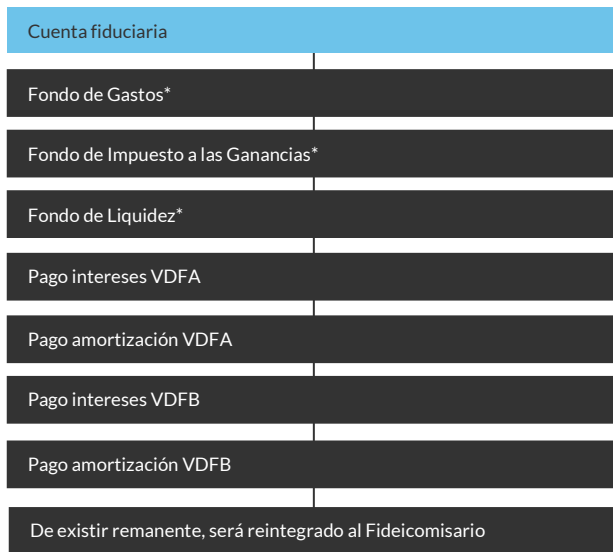 Cuenta fiduciaria
Fondo de Gastos*
Fondo de Impuesto a las Ganancias*
Fondo de Liquidez*
Pago intereses VDFA
Pago amortización VDFA
Pago intereses VDFB
Pago amortización VDFB
De existir remanente, será reintegrado al Fideicomisario